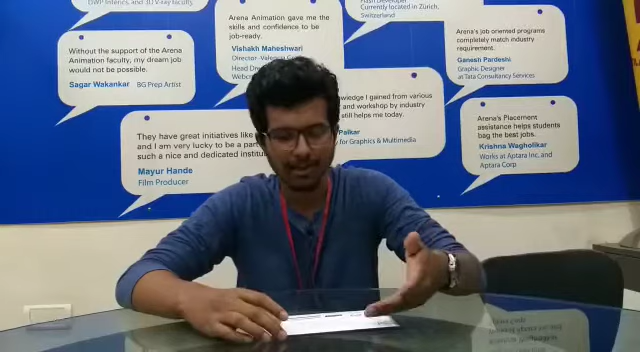 DWP Interics, and 3D V-ray faculty
Without the support of the Arena
Animation faculty, my dream job
would not be possible.
Sagar Wakankar BG Prep Artist
Arena Animation gave me the
skills and confidence to be
job-ready.
Vishakh Maheshwari
Director - Valencia
Head
Currently located in Zurich,
Switzerland
Arena's job oriented programs
completely match industry
requirement.
Ganesh Pardeshi
Graphic Designer
at Tata Consultancy Services
They have great initiatives like
and I am very lucky to be a par
such a nice and dedicated instit
Mayur Hande
Film Producer
wledge I gained from various
and workshop by industry
still helps me today.
Palkar
for Graphics & Multimedia
Arena's Placement
assistance helps students
bag the best jobs.
Krishna Wagholikar
Works at Aptara Inc. and
Aptara Corp